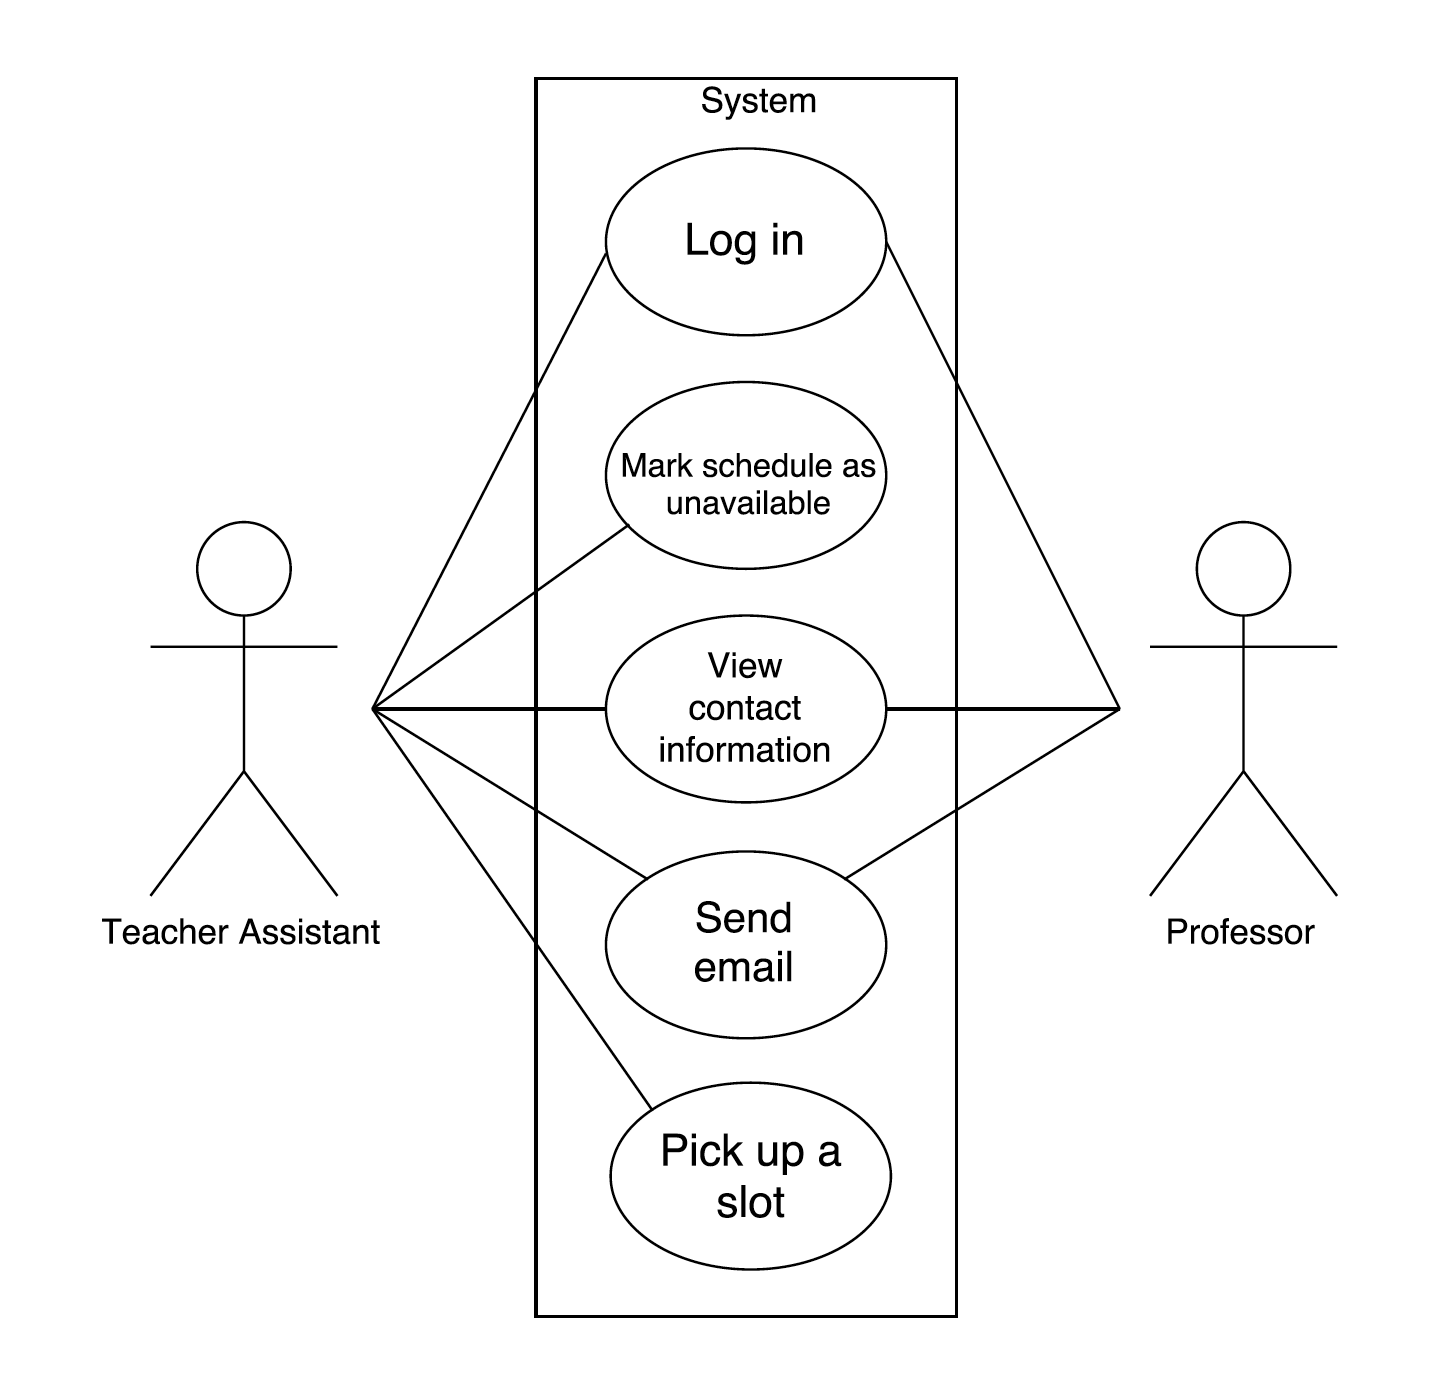 System
Log in
Mark schedule as
unavailable
View
contact
information
Teacher Assistant
Professor
Send
email
Pick up a
slot